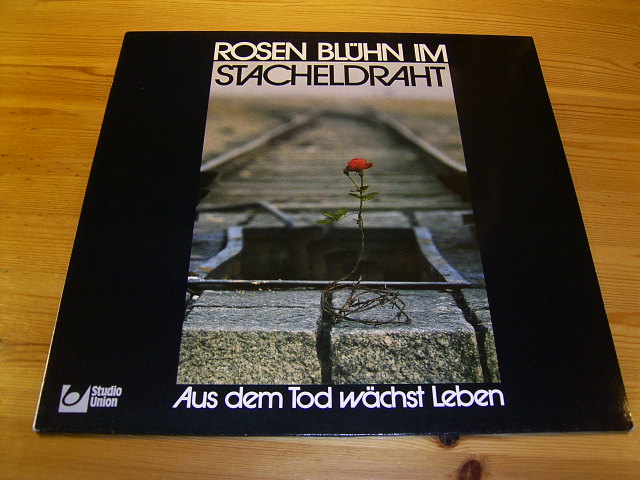 ROSEN BLÜHN IM
STACHELDRAHT
Studio
Union
Aus dem Tod wächst Leben